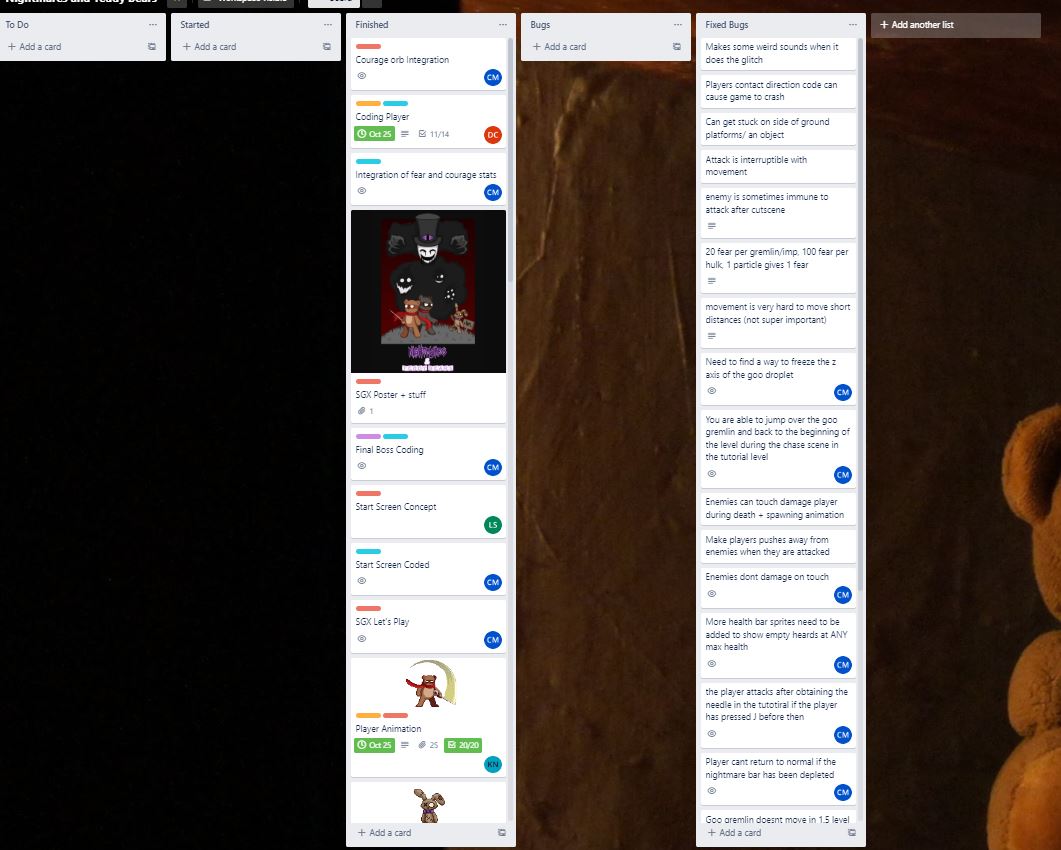 Nightmares and Teddy Bears
To Do
Add a card
Started
Add a card
Finished
Courage orb Integration
CM
Coding Player
Oct 25
11/14
DC
Integration of fear and courage stats
CM
SGX Poster + stuff
1
Final Boss Coding
CM
Start Screen Concept
LS
Start Screen Coded
CM
SGX Let's Play
CM
Player Animation
Oct 25
25
20/20
KN
Add a card
Bugs
Add a card
Fixed Bugs
Makes some weird sounds when it
does the glitch
Players contact direction code can
cause game to crash
Can get stuck on side of ground
platforms/ an object
Attack is interruptible with
movement
enemy is sometimes immune to
attack after cutscene
20 fear per gremlin/imp, 100 fear per
hulk, 1 particle gives 1 fear
movement is very hard to move short
distances (not super important)
Need to find a way to freeze the z
axis of the goo droplet
CM
You are able to jump over the goo
gremlin and back to the beginning of
the level during the chase scene in
the tutorial level
CM
Enemies can touch damage player
during death + spawning animation
Make players pushes away from
enemies when they are attacked
Enemies dont damage on touch
CM
More health bar sprites need to be
added to show empty heards at ANY
max health
CM
the player attacks after obtaining the
needle in the tutotiral if the player
has pressed J before then
CM
Player cant return to normal if the
nightmare bar has been depleted
CM
Goo gremlin doesnt move in 1.5 level
Add a card
Add another list